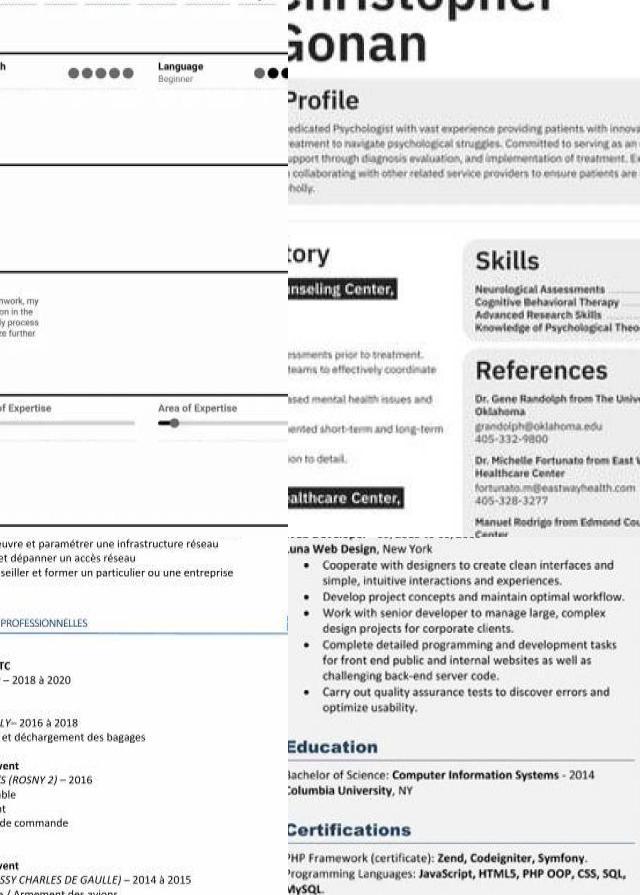 h
Language
Beginner
nwork, my
on in the
ly process
ze further
of Expertise
Area of Expertise
Christopher
Gonan
Profile
edicated Psychologist with vast experience providing patients with innova
eatment to navigate psychological struggles. Committed to serving as an
upport through diagnosis evaluation, and implementation of treatment. Ex
collaborating with other related service providers to ensure patients are
holly.
tory
nseling Center,
essments prior to treatment.
teams to effectively coordinate
ased mental health issues and
mented short-term and long-term
ion to detail.
ealthcare Center,
Skills
Neurological Assessments
Cognitive Behavioral Therapy
Advanced Research Skills
Knowledge of Psychological Theo
References
Dr. Gene Randolph from The Unive
Oklahoma
grandolph@oklahoma.edu
405-332-9800
Dr. Michelle Fortunato from East W
Healthcare Center
fortunato.m@eastwayhealth.com
405-328-3277
Manuel Rodrigo from Edmond Cou
Center
euvre et paramétrer une infrastructure réseau
et dépanner un accès réseau
seiller et former un particulier ou une entreprise
PROFESSIONNELLES
TC
– 2018 à 2020
LY– 2016 à 2018
et déchargement des bagages
vent
S (ROSNY 2) – 2016
able
nt
de commande
vent
SSY CHARLES DE GAULLE) – 2014 à 2015
e / Armement des avions
Luna Web Design, New York
• Cooperate with designers to create clean interfaces and
simple, intuitive interactions and experiences.
• Develop project concepts and maintain optimal workflow.
• Work with senior developer to manage large, complex
design projects for corporate clients.
• Complete detailed programming and development tasks
for front end public and internal websites as well as
challenging back-end server code.
• Carry out quality assurance tests to discover errors and
optimize usability.
Education
Bachelor of Science: Computer Information Systems - 2014
Columbia University, NY
Certifications
PHP Framework (certificate): Zend, Codeigniter, Symfony.
Programming Languages: JavaScript, HTML5, PHP OOP, CSS, SQL,
MySQL.